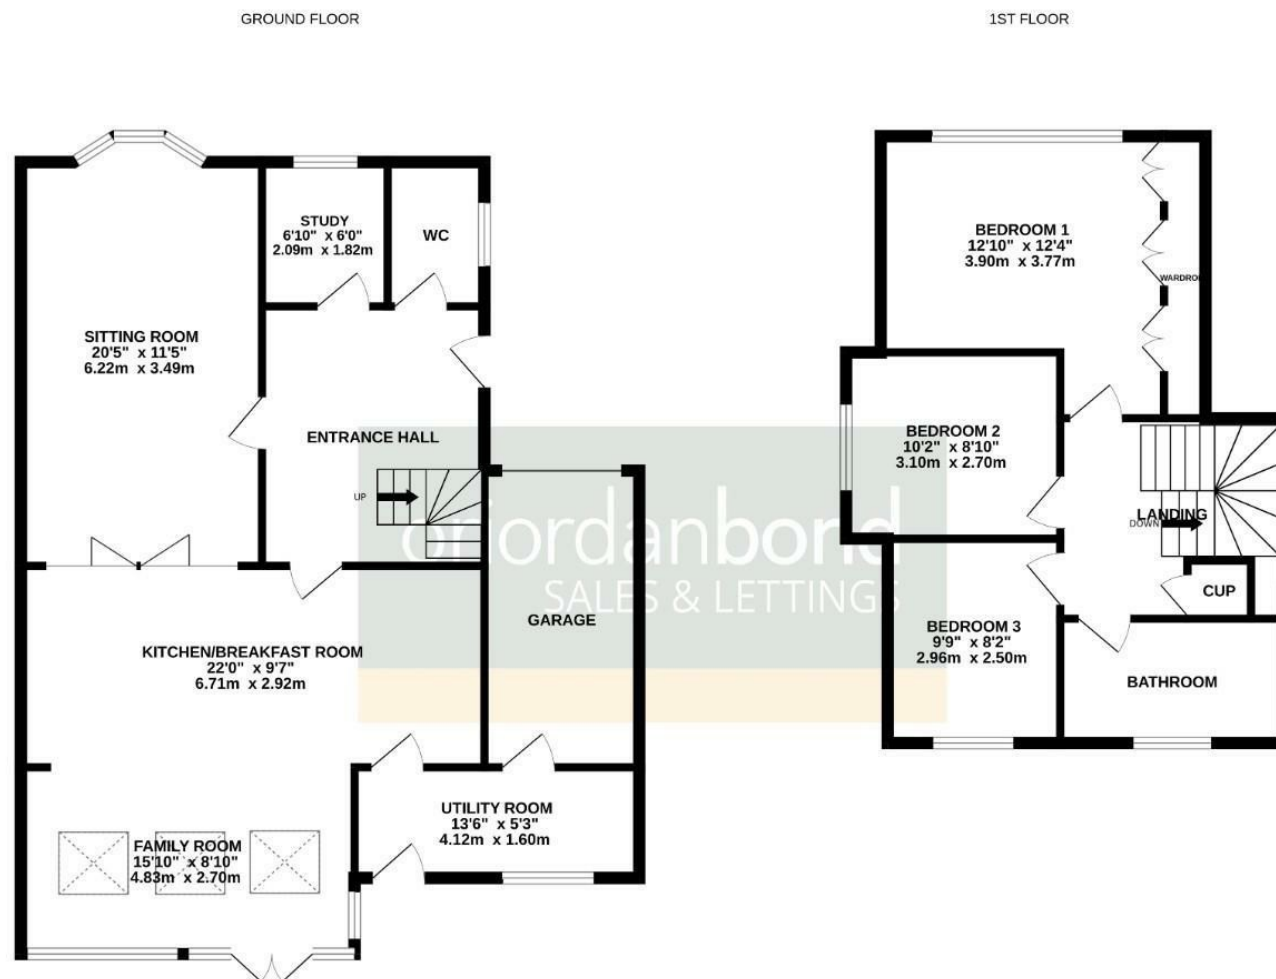 GROUND FLOOR
1ST FLOOR
SITTING ROOM
20'5" x 11'5"
6.22m x 3.49m
STUDY
6'10" x 6'0"
2.09m x 1.82m
WC
ENTRANCE HALL
UP
GARAGE
KITCHEN/BREAKFAST ROOM
22'0" x 9'7"
6.71m x 2.92m
UTILITY ROOM
13'6" x 5'3"
4.12m x 1.60m
FAMILY ROOM
15'10" x 8'10"
4.83m x 2.70m
oriordanbond
SALES & LETTINGS
BEDROOM 1
12'10" x 12'4"
3.90m x 3.77m
WARDRO
BEDROOM 2
10'2" x 8'10"
3.10m x 2.70m
LANDING
DOWN
CUP
BEDROOM 3
9'9" x 8'2"
2.96m x 2.50m
BATHROOM